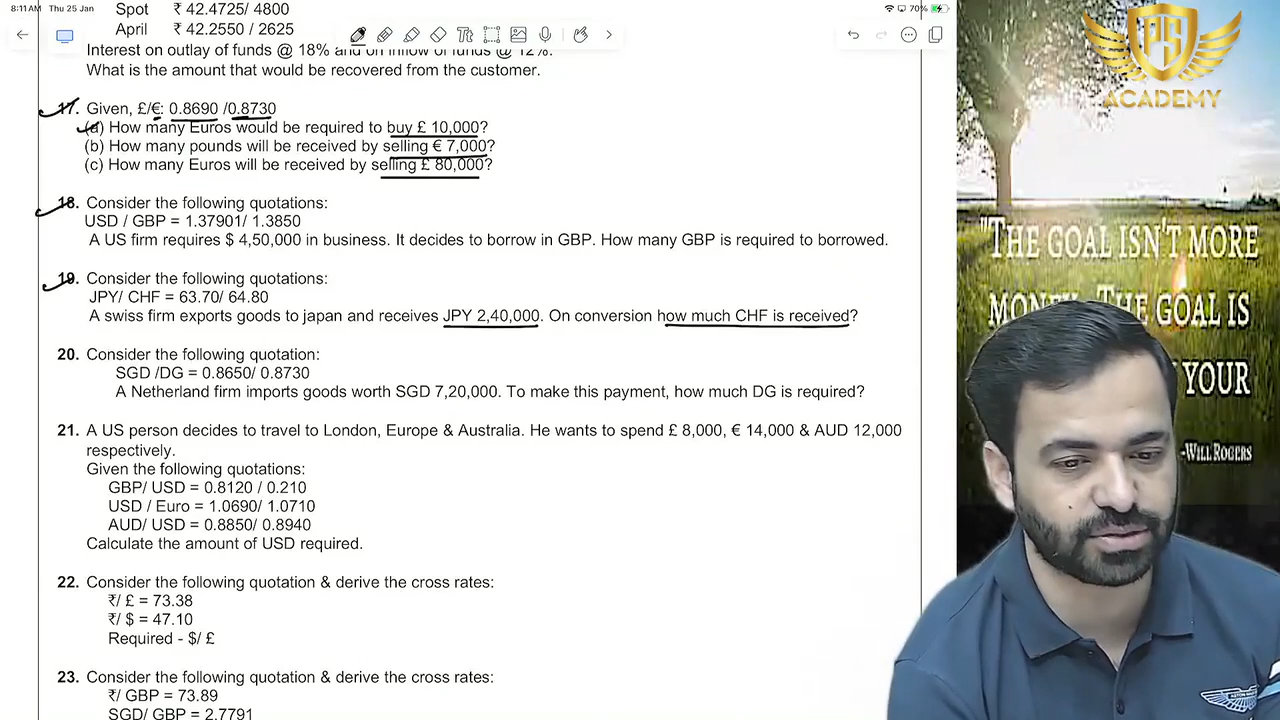 8:11 AM Thu 25 Jan
70%
Spot ₹ 42.4725/ 4800
April ₹ 42.2550 / 2625
Interest on outlay of funds @ 18% and on inflow of funds @ 12%.
What is the amount that would be recovered from the customer.
17. Given, £/€: 0.8690 /0.8730
(a) How many Euros would be required to buy £ 10,000?
(b) How many pounds will be received by selling € 7,000?
(c) How many Euros will be received by selling £ 80,000?
18. Consider the following quotations:
USD / GBP = 1.37901/ 1.3850
A US firm requires $ 4,50,000 in business. It decides to borrow in GBP. How many GBP is required to borrowed.
19. Consider the following quotations:
JPY/ CHF = 63.70/ 64.80
A swiss firm exports goods to japan and receives JPY 2,40,000. On conversion how much CHF is received?
20. Consider the following quotation:
SGD /DG = 0.8650/ 0.8730
A Netherland firm imports goods worth SGD 7,20,000. To make this payment, how much DG is required?
21. A US person decides to travel to London, Europe & Australia. He wants to spend £ 8,000, € 14,000 & AUD 12,000
respectively.
Given the following quotations:
GBP/ USD = 0.8120 / 0.210
USD / Euro = 1.0690/ 1.0710
AUD/ USD = 0.8850/ 0.8940
Calculate the amount of USD required.
22. Consider the following quotation & derive the cross rates:
₹/ £ = 73.38
₹/ $ = 47.10
Required - $/ £
23. Consider the following quotation & derive the cross rates:
₹/ GBP = 73.89
SGD/ GBP = 2.7791
PS
ACADEMY
"THE GOAL ISN'T MORE
MONEY. THE GOAL IS
YOUR
-WILL ROGERS